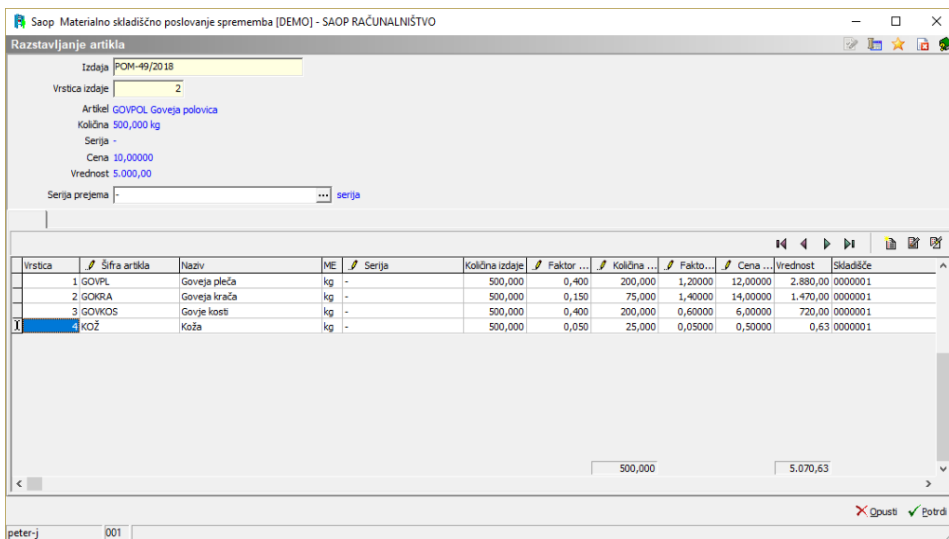 Saop Materialno skladiščno poslovanje sprememba [DEMO] - SAOP RAČUNALNIŠTVO
Razstavljanje artikla
Izdaja POM-49/2018
Vrstica izdaje 2
Artikel GOVPOL Goveja polovica
Količina 500,000 kg
Serija -
Cena 10,00000
Vrednost 5.000,00
Serija prejema - ... serija
Vrstica Šifra artikla Naziv ME Serija Količina izdaje Faktor ... Količina ... Fakto... Cena ... Vrednost Skladišče
1 GOVPL Goveja pleča kg - 500,000 0,400 200,000 1,20000 12,00000 2.880,00 0000001
2 GOKRA Goveja krača kg - 500,000 0,150 75,000 1,40000 14,00000 1.470,00 0000001
3 GOVKOS Govje kosti kg - 500,000 0,400 200,000 0,60000 6,00000 720,00 0000001
4 KOŽ Koža kg - 500,000 0,050 25,000 0,05000 0,50000 0,63 0000001
500,000 5.070,63
Opusti Potrdi
peter-j 001